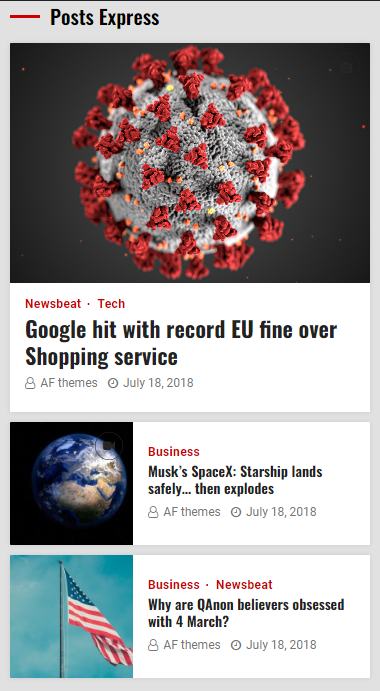 Posts Express
Newsbeat · Tech
Google hit with record EU fine over
Shopping service
AF themes July 18, 2018
Business
Musk's SpaceX: Starship lands
safely... then explodes
AF themes July 18, 2018
Business · Newsbeat
Why are QAnon believers obsessed
with 4 March?
AF themes July 18, 2018